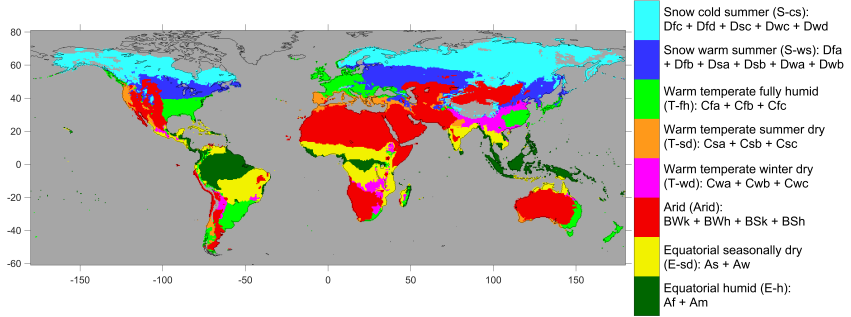 80
60
40
20
0
-20
-40
-60
-150
-100
-50
0
50
100
150
Snow cold summer (S-cs):
Dfc + Dfd + Dsc + Dwc + Dwd
Snow warm summer (S-ws): Dfa
+ Dfb + Dsa + Dsb + Dwa + Dwb
Warm temperate fully humid
(T-fh): Cfa + Cfb + Cfc
Warm temperate summer dry
(T-sd): Csa + Csb + Csc
Warm temperate winter dry
(T-wd): Cwa + Cwb + Cwc
Arid (Arid):
BWk + BWh + BSk + BSh
Equatorial seasonally dry
(E-sd): As + Aw
Equatorial humid (E-h):
Af + Am